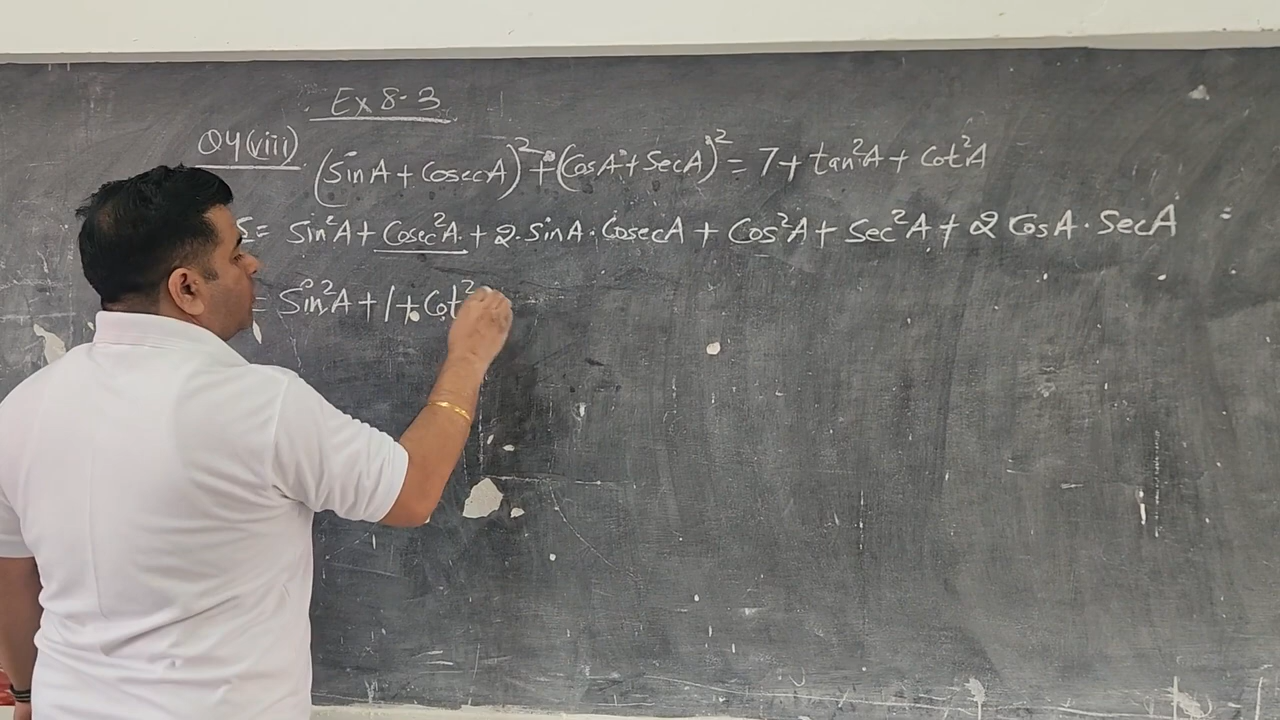 Ex 8.3
Q4(viii) (sinA + CosecA)² + (CosA + SecA)² = 7 + tan²A + Cot²A
S = Sin²A + Cosec²A + 2. SinA · CosecA + Cos²A + Sec²A + 2 CosA · SecA
= Sin²A + 1 + Cot²